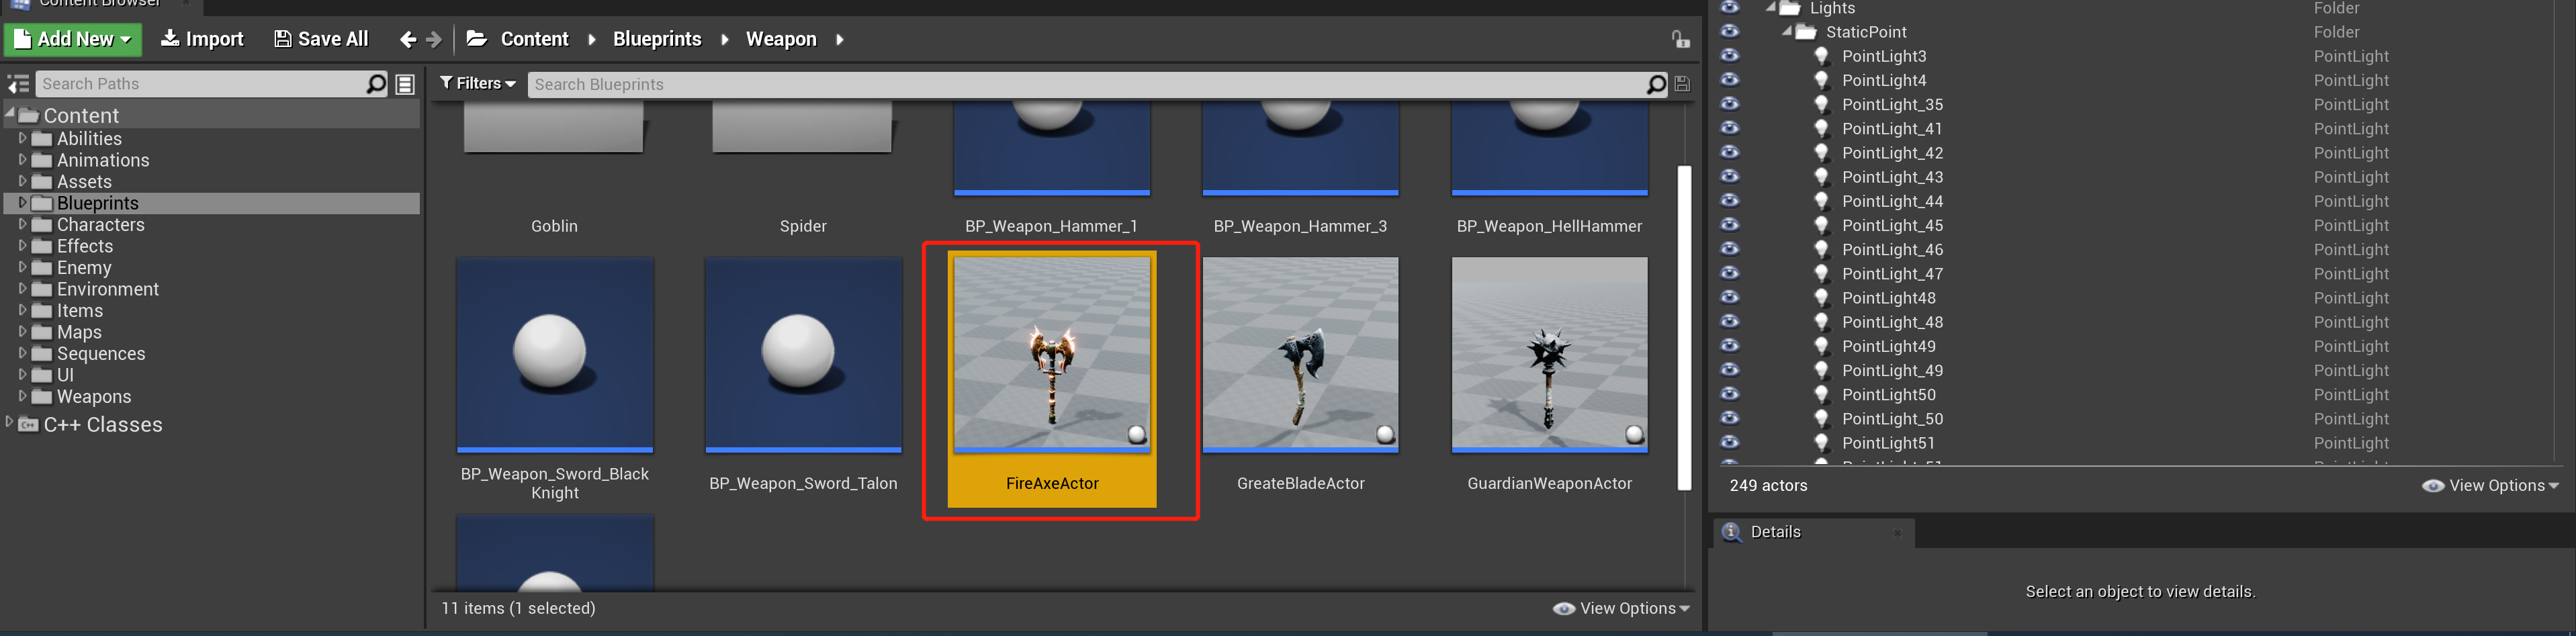 Content Browser
Add New
Import
Save All
Content
Blueprints
Weapon
Search Paths
Content
Abilities
Animations
Assets
Blueprints
Characters
Effects
Enemy
Environment
Items
Maps
Sequences
UI
Weapons
C++ Classes
Filters
Search Blueprints
Goblin
Spider
BP_Weapon_Hammer_1
BP_Weapon_Hammer_3
BP_Weapon_HellHammer
BP_Weapon_Sword_Black
Knight
BP_Weapon_Sword_Talon
FireAxeActor
GreateBladeActor
GuardianWeaponActor
11 items (1 selected)
View Options
Lights Folder
StaticPoint Folder
PointLight3 PointLight
PointLight4 PointLight
PointLight_35 PointLight
PointLight_41 PointLight
PointLight_42 PointLight
PointLight_43 PointLight
PointLight_44 PointLight
PointLight_45 PointLight
PointLight_46 PointLight
PointLight_47 PointLight
PointLight48 PointLight
PointLight_48 PointLight
PointLight49 PointLight
PointLight_49 PointLight
PointLight50 PointLight
PointLight_50 PointLight
PointLight51 PointLight
249 actors
View Options
Details
Select an object to view details.